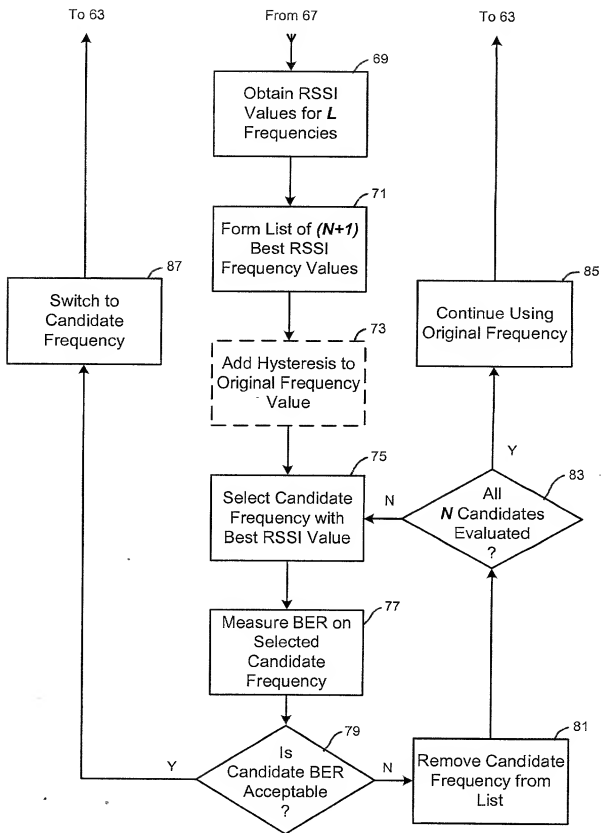 To 63
From 67
To 63
69
Obtain RSSI
Values for L
Frequencies
71
Form List of (N+1)
Best RSSI
Frequency Values
87
Switch to
Candidate
Frequency
85
Continue Using
Original Frequency
73
Add Hysteresis to
Original Frequency
Value
75
Select Candidate
Frequency with
Best RSSI Value
N
Y
83
All
N Candidates
Evaluated
?
77
Measure BER on
Selected
Candidate
Frequency
79
Is
Candidate BER
Acceptable
?
Y
N
81
Remove Candidate
Frequency from
List